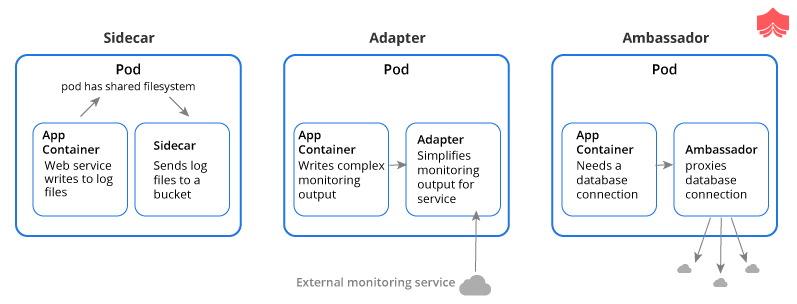 Sidecar
Pod
pod has shared filesystem
App
Container
Web service
writes to log
files
Sidecar
Sends log
files to a
bucket
Adapter
Pod
App
Container
Writes complex
monitoring
output
Adapter
Simplifies
monitoring
output for
service
External monitoring service
Ambassador
Pod
App
Container
Needs a
database
connection
Ambassador
proxies
database
connection